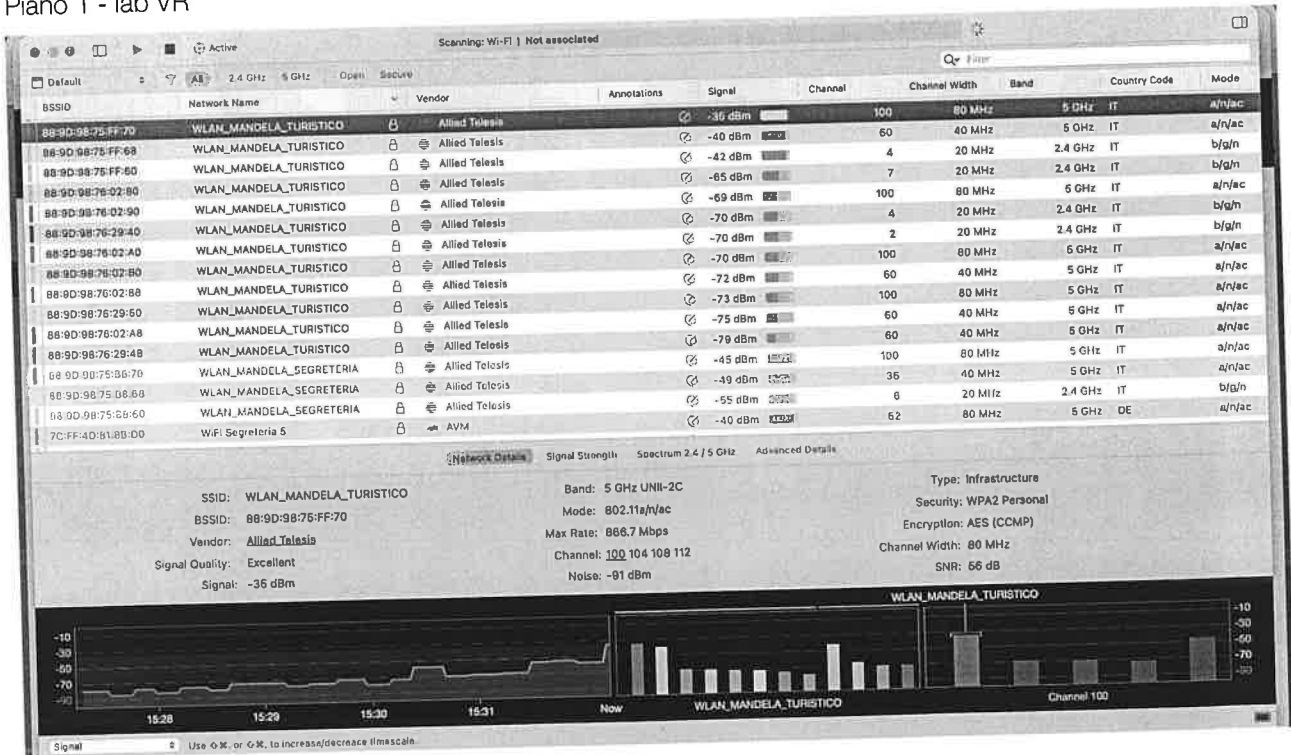 Piano 1 - lab VR
Active
Scanning: Wi-Fi | Not associated
Default All 2.4 GHz 5 GHz Open Secure Filter
BSSID Network Name Vendor Annotations Signal Channel Channel Width Band Country Code Mode
88:9D:98:75:FF:70 WLAN_MANDELA_TURISTICO Allied Telesis -36 dBm 100 80 MHz 5 GHz IT a/n/ac
88:9D:98:75:FF:68 WLAN_MANDELA_TURISTICO Allied Telesis -40 dBm 60 40 MHz 5 GHz IT a/n/ac
88:9D:98:75:FF:60 WLAN_MANDELA_TURISTICO Allied Telesis -42 dBm 4 20 MHz 2.4 GHz IT b/g/n
88:9D:98:76:02:80 WLAN_MANDELA_TURISTICO Allied Telesis -65 dBm 7 20 MHz 2.4 GHz IT b/g/n
88:9D:98:76:02:90 WLAN_MANDELA_TURISTICO Allied Telesis -69 dBm 100 80 MHz 5 GHz IT a/n/ac
88:9D:98:76:29:40 WLAN_MANDELA_TURISTICO Allied Telesis -70 dBm 4 20 MHz 2.4 GHz IT b/g/n
88:9D:98:76:02:A0 WLAN_MANDELA_TURISTICO Allied Telesis -70 dBm 2 20 MHz 2.4 GHz IT b/g/n
88:9D:98:76:02:B0 WLAN_MANDELA_TURISTICO Allied Telesis -70 dBm 100 80 MHz 5 GHz IT a/n/ac
88:9D:98:76:02:88 WLAN_MANDELA_TURISTICO Allied Telesis -72 dBm 60 40 MHz 5 GHz IT a/n/ac
88:9D:98:76:29:50 WLAN_MANDELA_TURISTICO Allied Telesis -73 dBm 100 80 MHz 5 GHz IT a/n/ac
88:9D:98:76:02:A8 WLAN_MANDELA_TURISTICO Allied Telesis -75 dBm 60 40 MHz 5 GHz IT a/n/ac
88:9D:98:76:29:48 WLAN_MANDELA_TURISTICO Allied Telesis -79 dBm 60 40 MHz 5 GHz IT a/n/ac
WLAN_MANDELA_SEGRETERIA Allied Telesis -45 dBm 100 80 MHz 5 GHz IT a/n/ac
WLAN_MANDELA_SEGRETERIA Allied Telesis -49 dBm 36 40 MHz 5 GHz IT a/n/ac
WLAN_MANDELA_SEGRETERIA Allied Telesis -55 dBm 6 20 MHz 2.4 GHz IT b/g/n
WiFi Segreteria 5 AVM -40 dBm 52 80 MHz 5 GHz DE a/n/ac
Network Details Signal Strength Spectrum 2.4 / 5 GHz Advanced Details
SSID: WLAN_MANDELA_TURISTICO
BSSID: 88:9D:98:75:FF:70
Vendor: Allied Telesis
Signal Quality: Excellent
Signal: -36 dBm
Band: 5 GHz UNII-2C
Mode: 802.11a/n/ac
Max Rate: 866.7 Mbps
Channel: 100 104 108 112
Noise: -91 dBm
Type: Infrastructure
Security: WPA2 Personal
Encryption: AES (CCMP)
Channel Width: 80 MHz
SNR: 56 dB
WLAN_MANDELA_TURISTICO
-10
-30
-50
-70
-90
15:28 15:29 15:30 15:31 Now
WLAN_MANDELA_TURISTICO
Channel 100
-10
-30
-50
-70
-90
Signal
Use ⇧⌘, or ⇧⌘, to increase/decrease timescale.